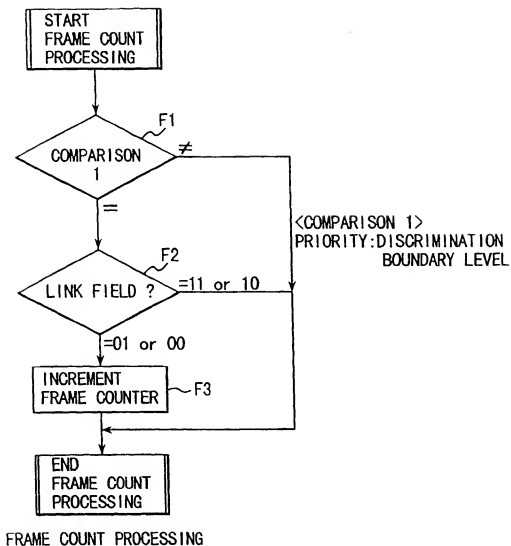 START
FRAME COUNT
PROCESSING
F1
COMPARISON
1
≠
=
<COMPARISON 1>
PRIORITY:DISCRIMINATION
BOUNDARY LEVEL
F2
LINK FIELD ?
=11 or 10
=01 or 00
INCREMENT
FRAME COUNTER
F3
END
FRAME COUNT
PROCESSING
FRAME COUNT PROCESSING